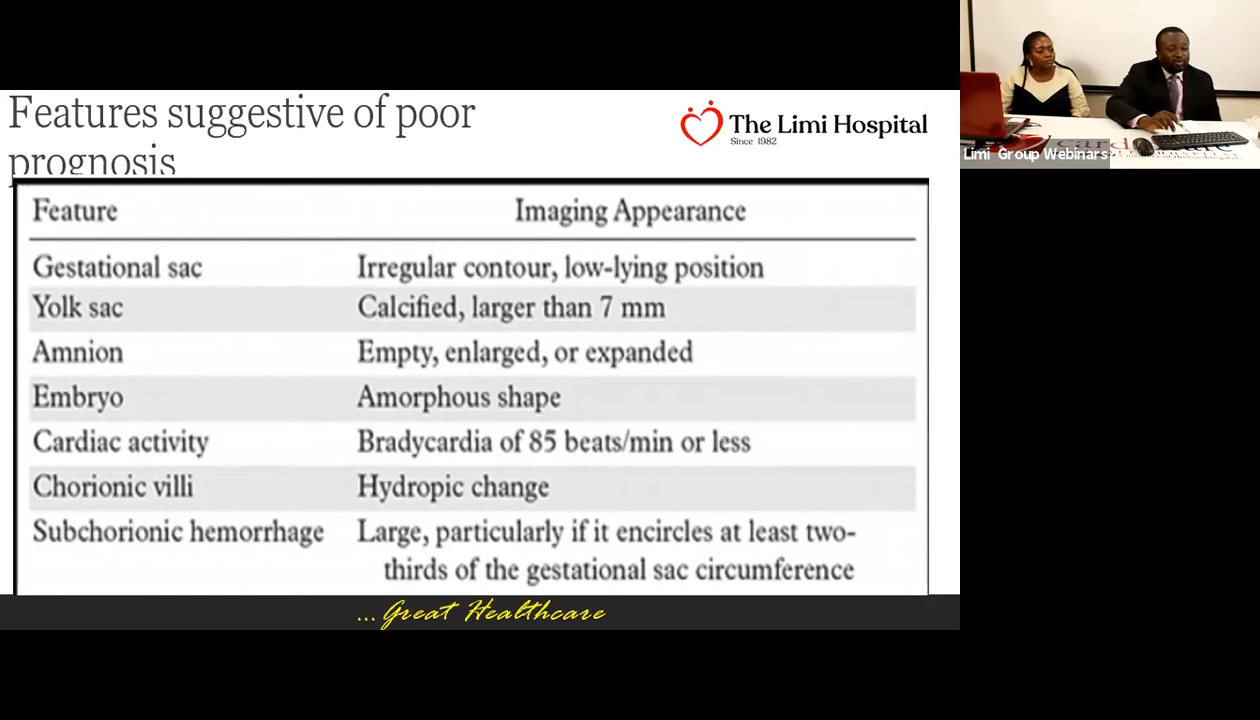 Features suggestive of poor
prognosis
The Limi Hospital
Since 1982
Feature Imaging Appearance
Gestational sac Irregular contour, low-lying position
Yolk sac Calcified, larger than 7 mm
Amnion Empty, enlarged, or expanded
Embryo Amorphous shape
Cardiac activity Bradycardia of 85 beats/min or less
Chorionic villi Hydropic change
Subchorionic hemorrhage Large, particularly if it encircles at least two-
thirds of the gestational sac circumference
... Great Healthcare
Limi Group Webinars